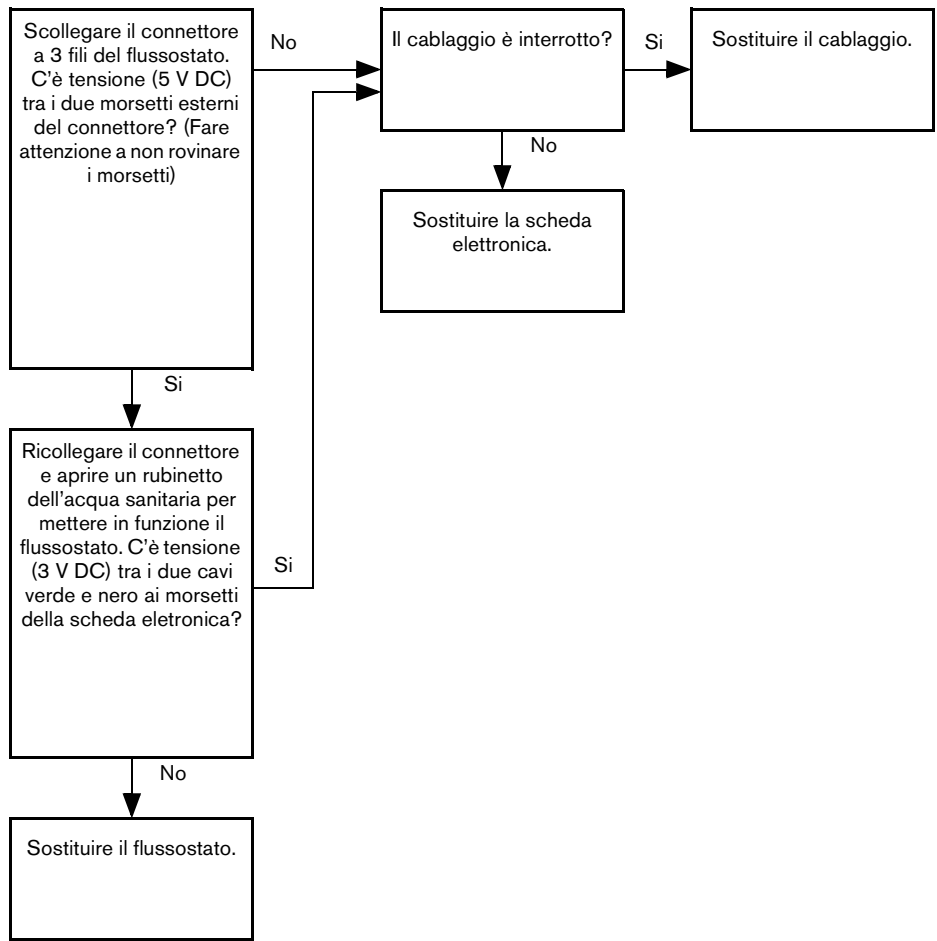 Scollegare il connettore
a 3 fili del flussostato.
C'è tensione (5 V DC)
tra i due morsetti esterni
del connettore? (Fare
attenzione a non rovinare
i morsetti)
No
Il cablaggio è interrotto?
Si
Sostituire il cablaggio.
No
Sostituire la scheda
elettronica.
Si
Ricollegare il connettore
e aprire un rubinetto
dell'acqua sanitaria per
mettere in funzione il
flussostato. C'è tensione
(3 V DC) tra i due cavi
verde e nero ai morsetti
della scheda eletronica?
Si
No
Sostituire il flussostato.